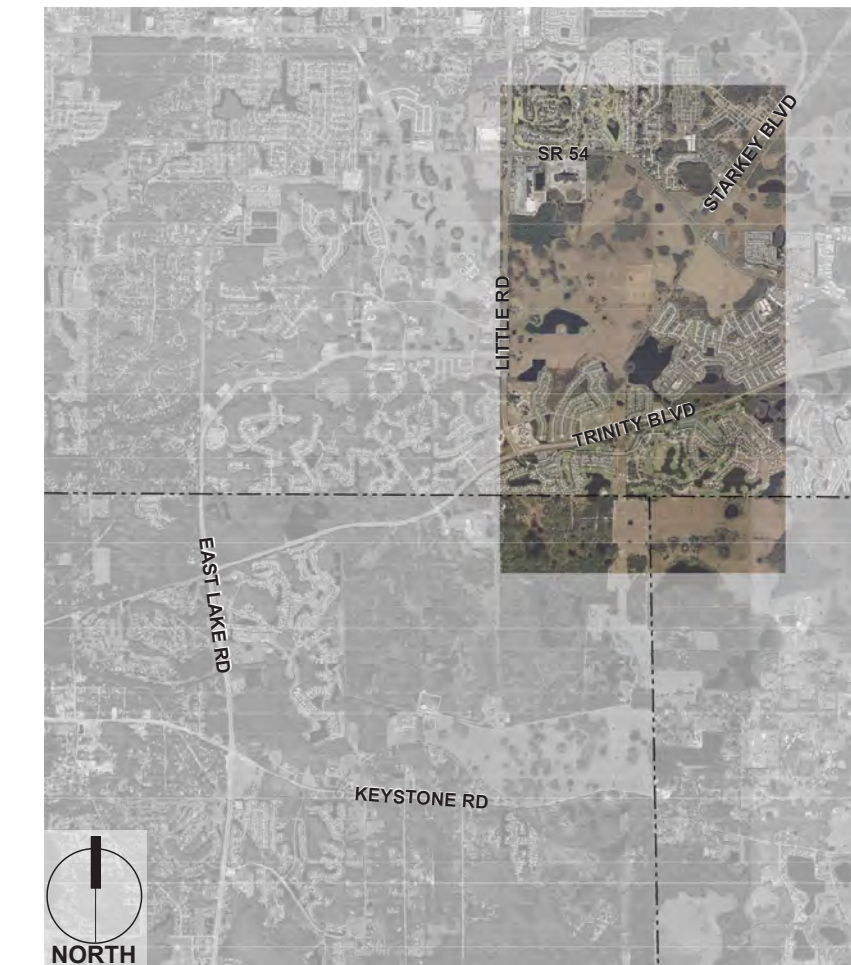 SR 54
STARKEY BLVD
LITTLE RD
TRINITY BLVD
EAST LAKE RD
KEYSTONE RD
NORTH